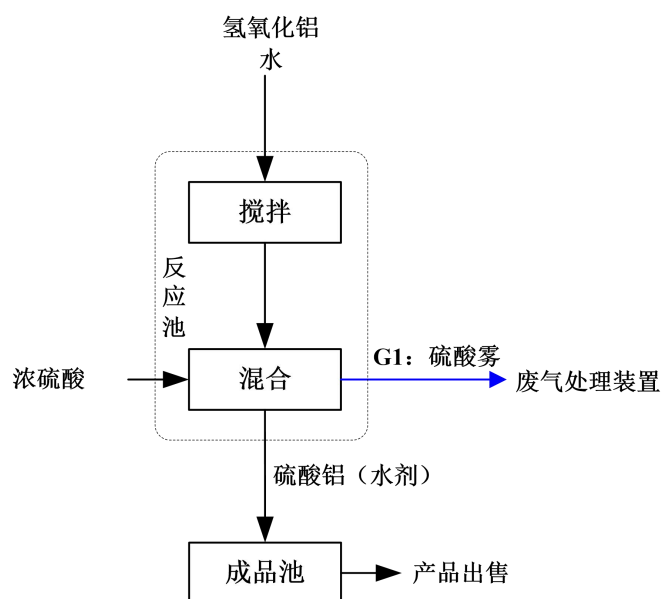 氢氧化铝
水
搅拌
反
应
池
G1：硫酸雾
浓硫酸
混合
废气处理装置
硫酸铝（水剂）
成品池
产品出售